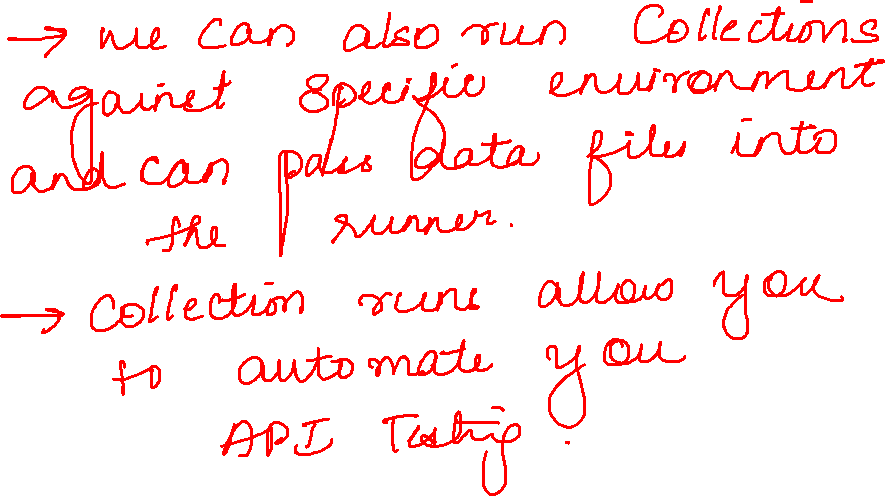 → we can also run Collections
against specific environment
and can pass data files into
the runner.
→ Collection runs allow you
to automate you
API Testing.